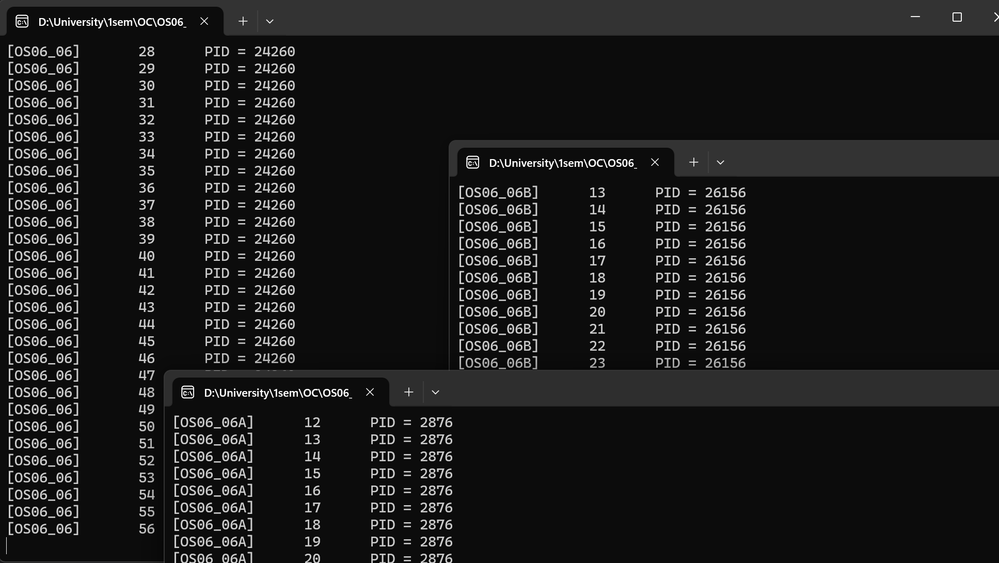 D:\University\1sem\OC\OS06_
[OS06_06] 28 PID = 24260
[OS06_06] 29 PID = 24260
[OS06_06] 30 PID = 24260
[OS06_06] 31 PID = 24260
[OS06_06] 32 PID = 24260
[OS06_06] 33 PID = 24260
[OS06_06] 34 PID = 24260
[OS06_06] 35 PID = 24260
[OS06_06] 36 PID = 24260
[OS06_06] 37 PID = 24260
[OS06_06] 38 PID = 24260
[OS06_06] 39 PID = 24260
[OS06_06] 40 PID = 24260
[OS06_06] 41 PID = 24260
[OS06_06] 42 PID = 24260
[OS06_06] 43 PID = 24260
[OS06_06] 44 PID = 24260
[OS06_06] 45 PID = 24260
[OS06_06] 46 PID = 24260
[OS06_06] 47
[OS06_06] 48
[OS06_06] 49
[OS06_06] 50
[OS06_06] 51
[OS06_06] 52
[OS06_06] 53
[OS06_06] 54
[OS06_06] 55
[OS06_06] 56
D:\University\1sem\OC\OS06_
[OS06_06B] 13 PID = 26156
[OS06_06B] 14 PID = 26156
[OS06_06B] 15 PID = 26156
[OS06_06B] 16 PID = 26156
[OS06_06B] 17 PID = 26156
[OS06_06B] 18 PID = 26156
[OS06_06B] 19 PID = 26156
[OS06_06B] 20 PID = 26156
[OS06_06B] 21 PID = 26156
[OS06_06B] 22 PID = 26156
[OS06_06B] 23 PID = 26156
D:\University\1sem\OC\OS06_
[OS06_06A] 12 PID = 2876
[OS06_06A] 13 PID = 2876
[OS06_06A] 14 PID = 2876
[OS06_06A] 15 PID = 2876
[OS06_06A] 16 PID = 2876
[OS06_06A] 17 PID = 2876
[OS06_06A] 18 PID = 2876
[OS06_06A] 19 PID = 2876
[OS06_06A] 20 PID = 2876